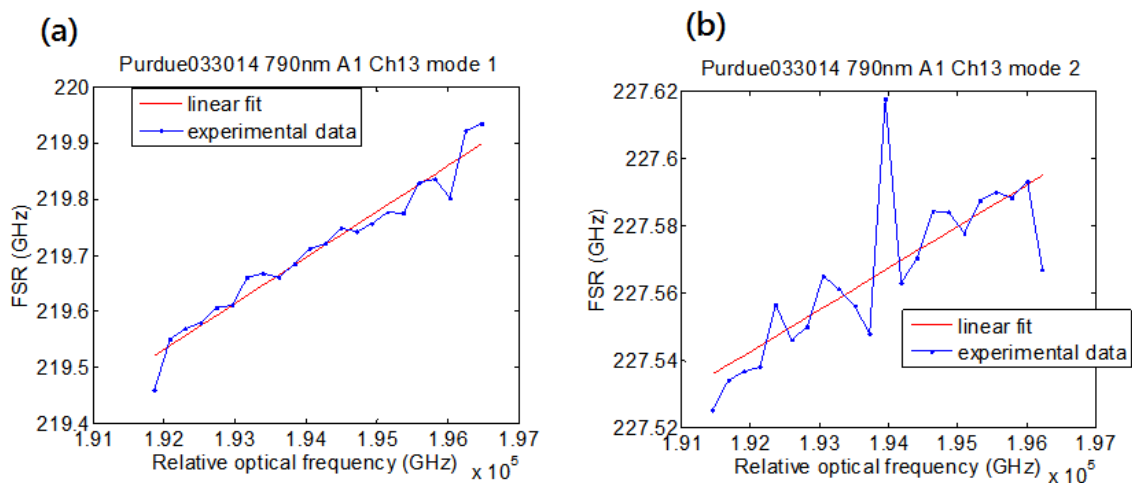 (a)
Purdue033014 790nm A1 Ch13 mode 1
linear fit
experimental data
FSR (GHz)
220
219.9
219.8
219.7
219.6
219.5
219.4
1.91
1.92
1.93
1.94
1.95
1.96
1.97
Relative optical frequency (GHz)
x 10^5
(b)
Purdue033014 790nm A1 Ch13 mode 2
FSR (GHz)
227.62
227.6
227.58
227.56
227.54
227.52
linear fit
experimental data
1.91
1.92
1.93
1.94
1.95
1.96
1.97
Relative optical frequency (GHz)
x 10^5